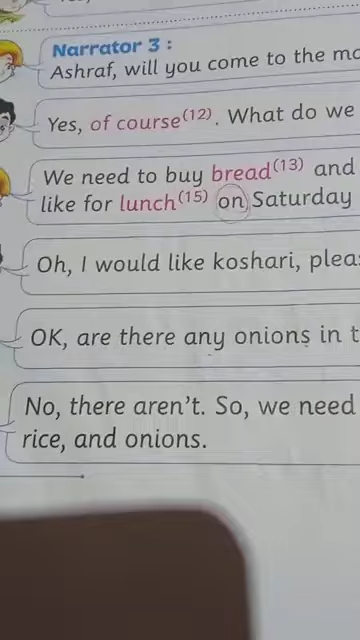 Narrator 3 :
Ashraf, will you come to the
Yes, of course(12). What do we
We need to buy bread(13) and
like for lunch(15) on Saturday
Oh, I would like koshari,
OK, are there any onions in
No, there aren't. So, we need
rice, and onions.